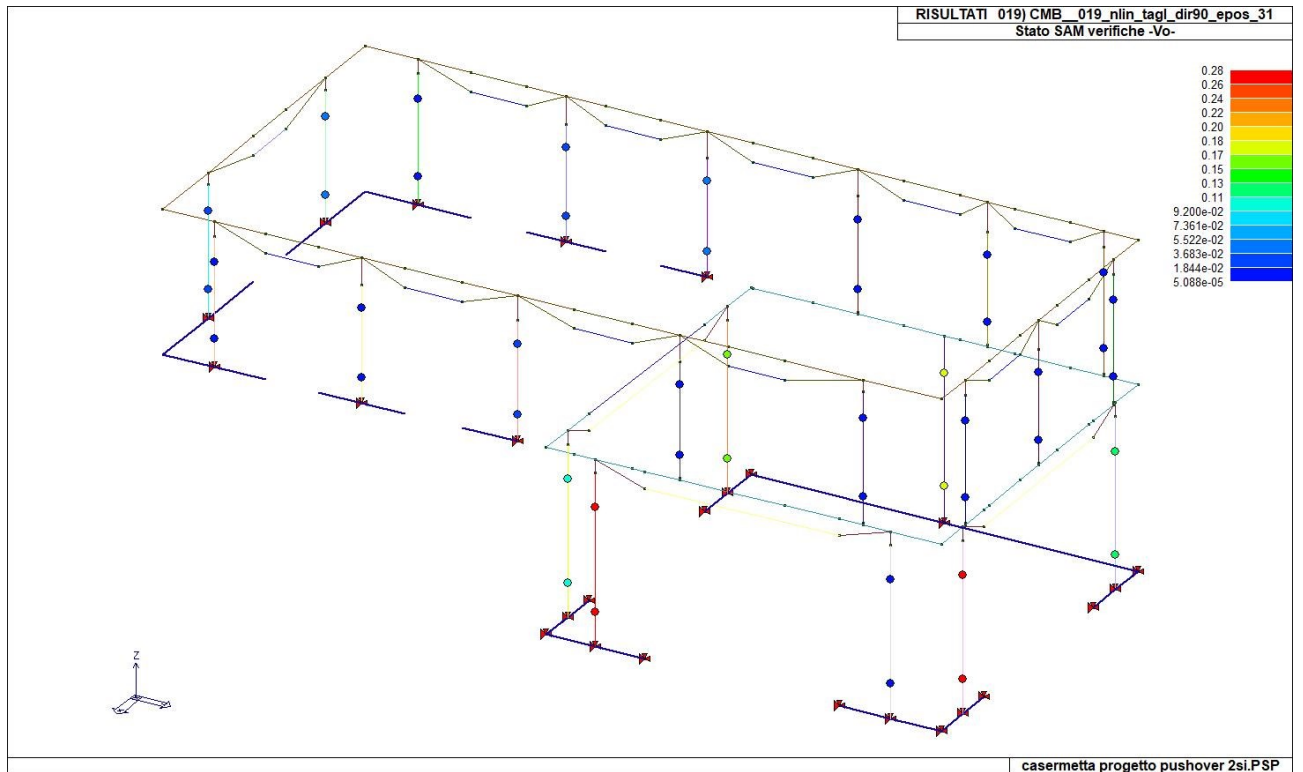 RISULTATI 019) CMB__019_nlin_tagl_dir90_epos_31
Stato SAM verifiche -Vo-
0.28
0.26
0.24
0.22
0.20
0.18
0.17
0.15
0.13
0.11
9.200e-02
7.361e-02
5.522e-02
3.683e-02
1.844e-02
5.088e-05
Z
casermetta progetto pushover 2si.PSP